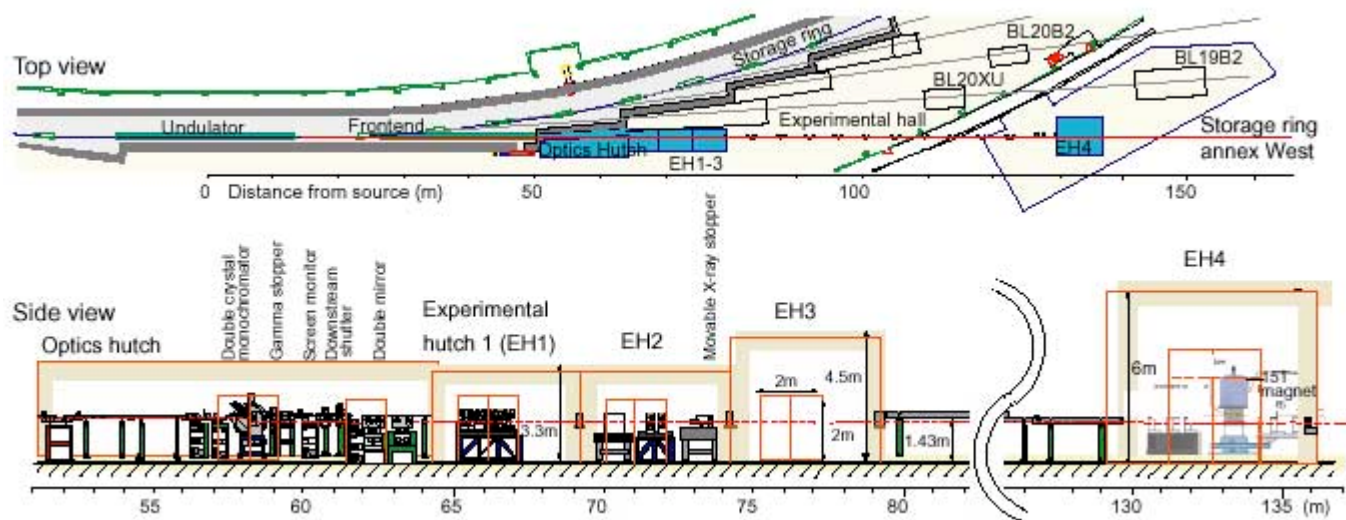 Top view
Undulator
Frontend
Storage ring
Optics Hutsh
EH1-3
Experimental hall
BL20XU
BL20B2
BL19B2
EH4
Storage ring
annex West
0 Distance from source (m) 50 100 150
Side view
Optics hutch
Double crystal
monochromator
Gamma stopper
Screen monitor
Downstream
shutter
Double mirror
Experimental
hutch 1 (EH1)
EH2
Movable X-ray stopper
EH3
EH4
3.3m
2m
2m
4.5m
1.43m
6m
15T
magnet
55 65 70 75 80 130 135 (m)